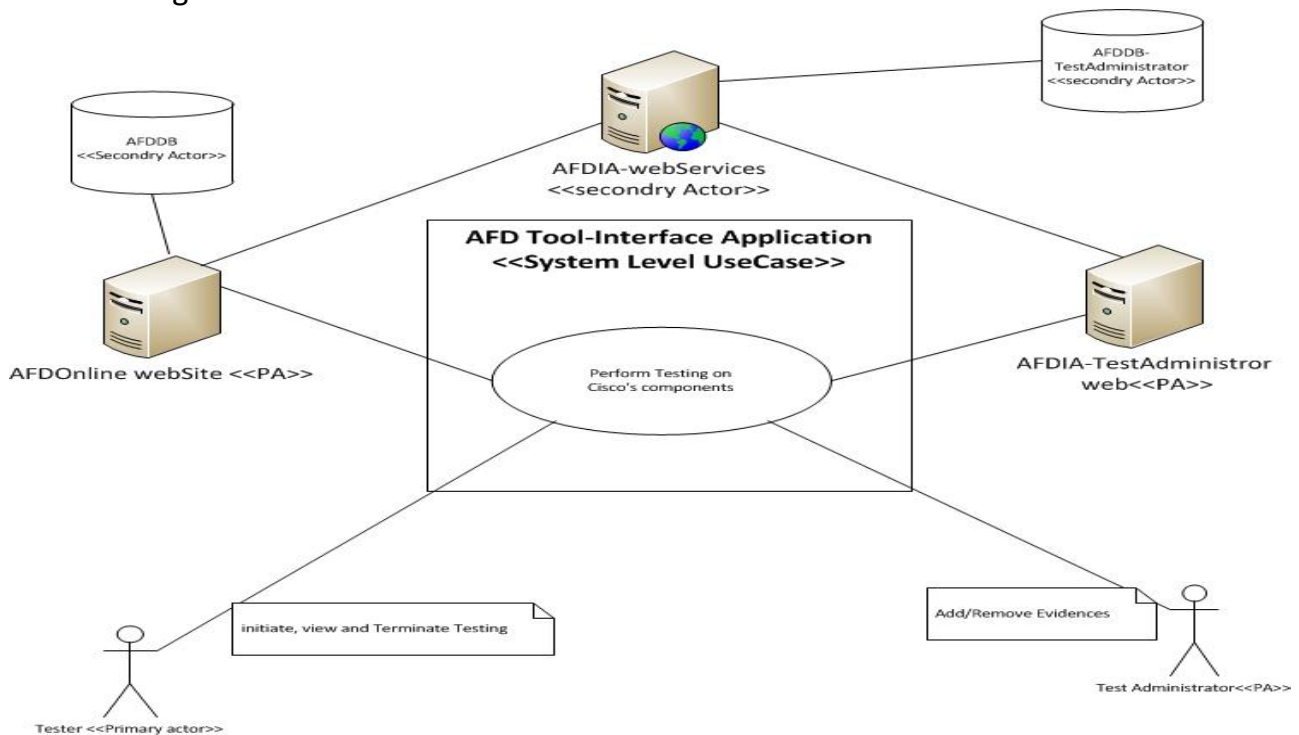 AFDDB-
TestAdministrator
<<secondry Actor>>
AFDDB
<<Secondry Actor>>
AFDIA-webServices
<<secondry Actor>>
AFD Tool-Interface Application
<<System Level UseCase>>
AFDOnline webSite <<PA>>
AFDIA-TestAdministror
web<<PA>>
Perform Testing on
Cisco's components
initiate, view and Terminate Testing
Add/Remove Evidences
Tester <<Primary actor>>
Test Administrator<<PA>>